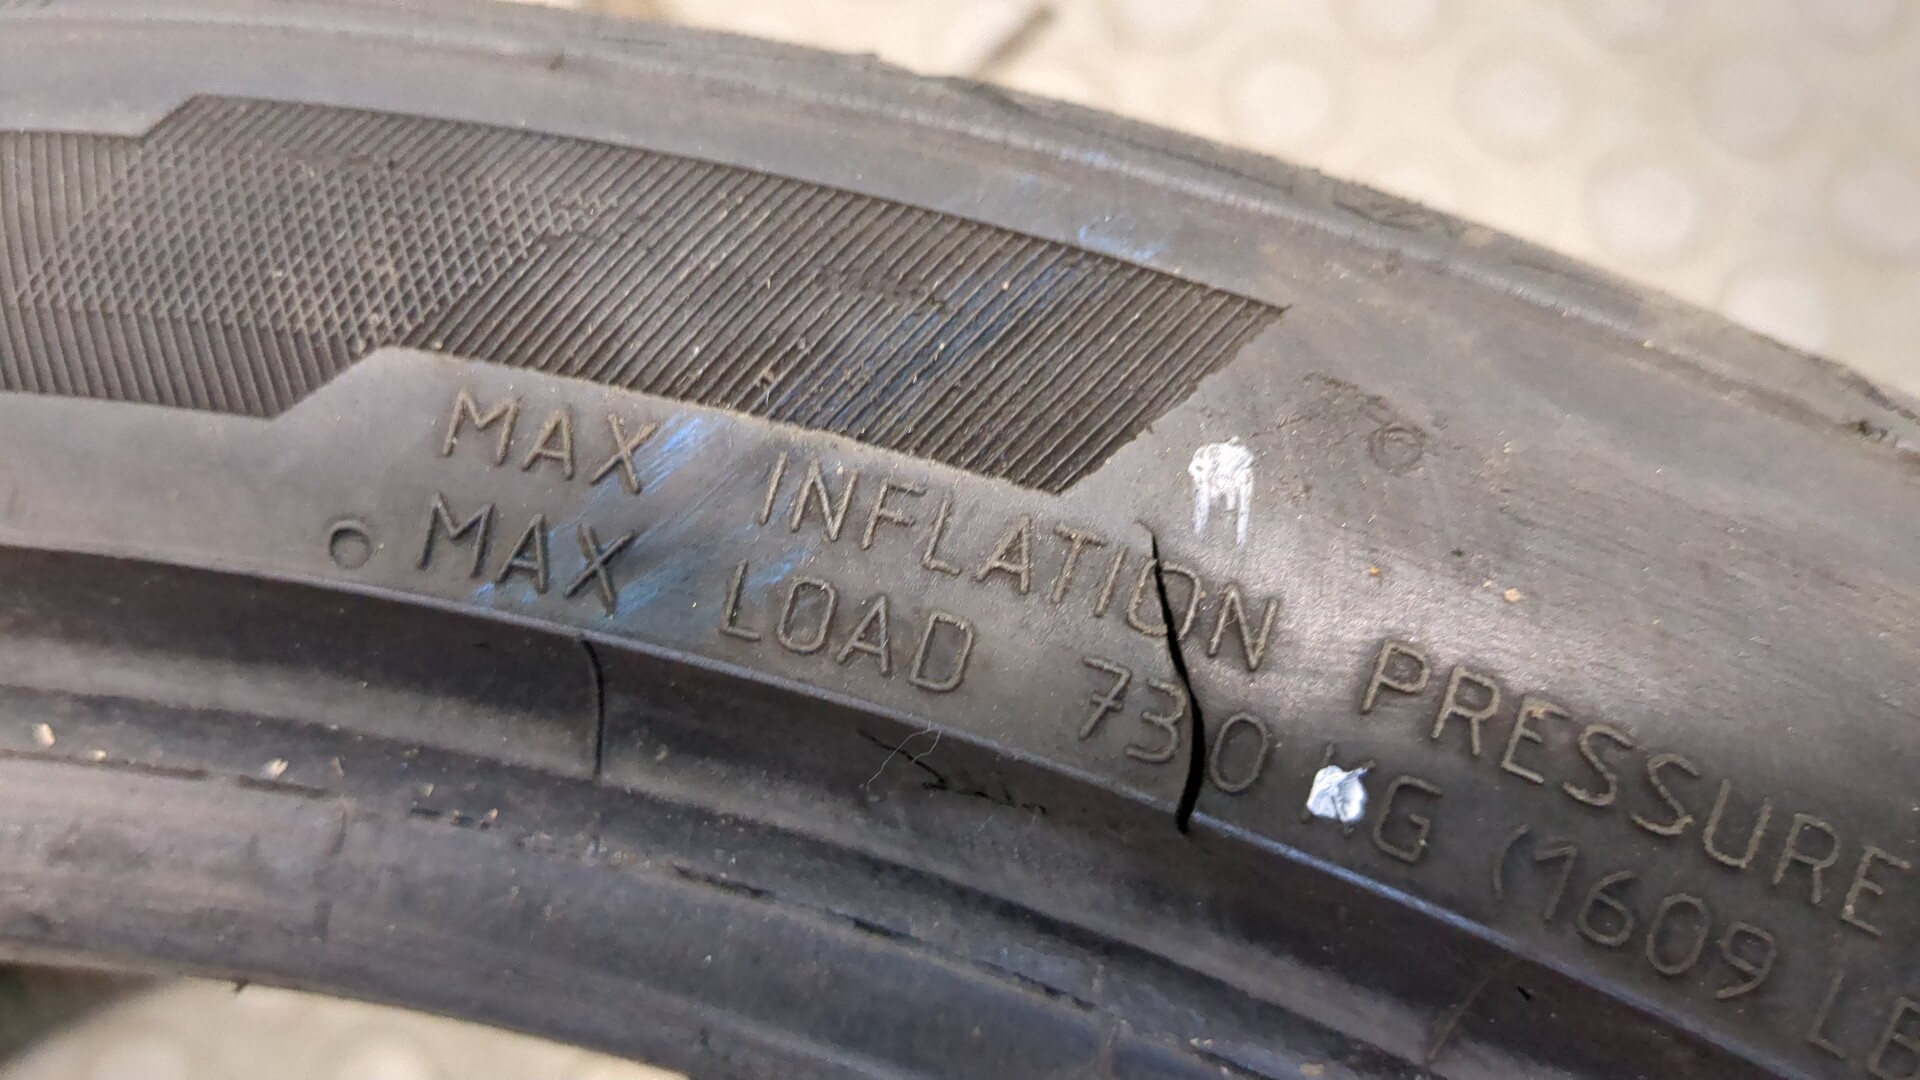 MAX INFLATION PRESSURE
MAX LOAD 730 KG (1609 LB